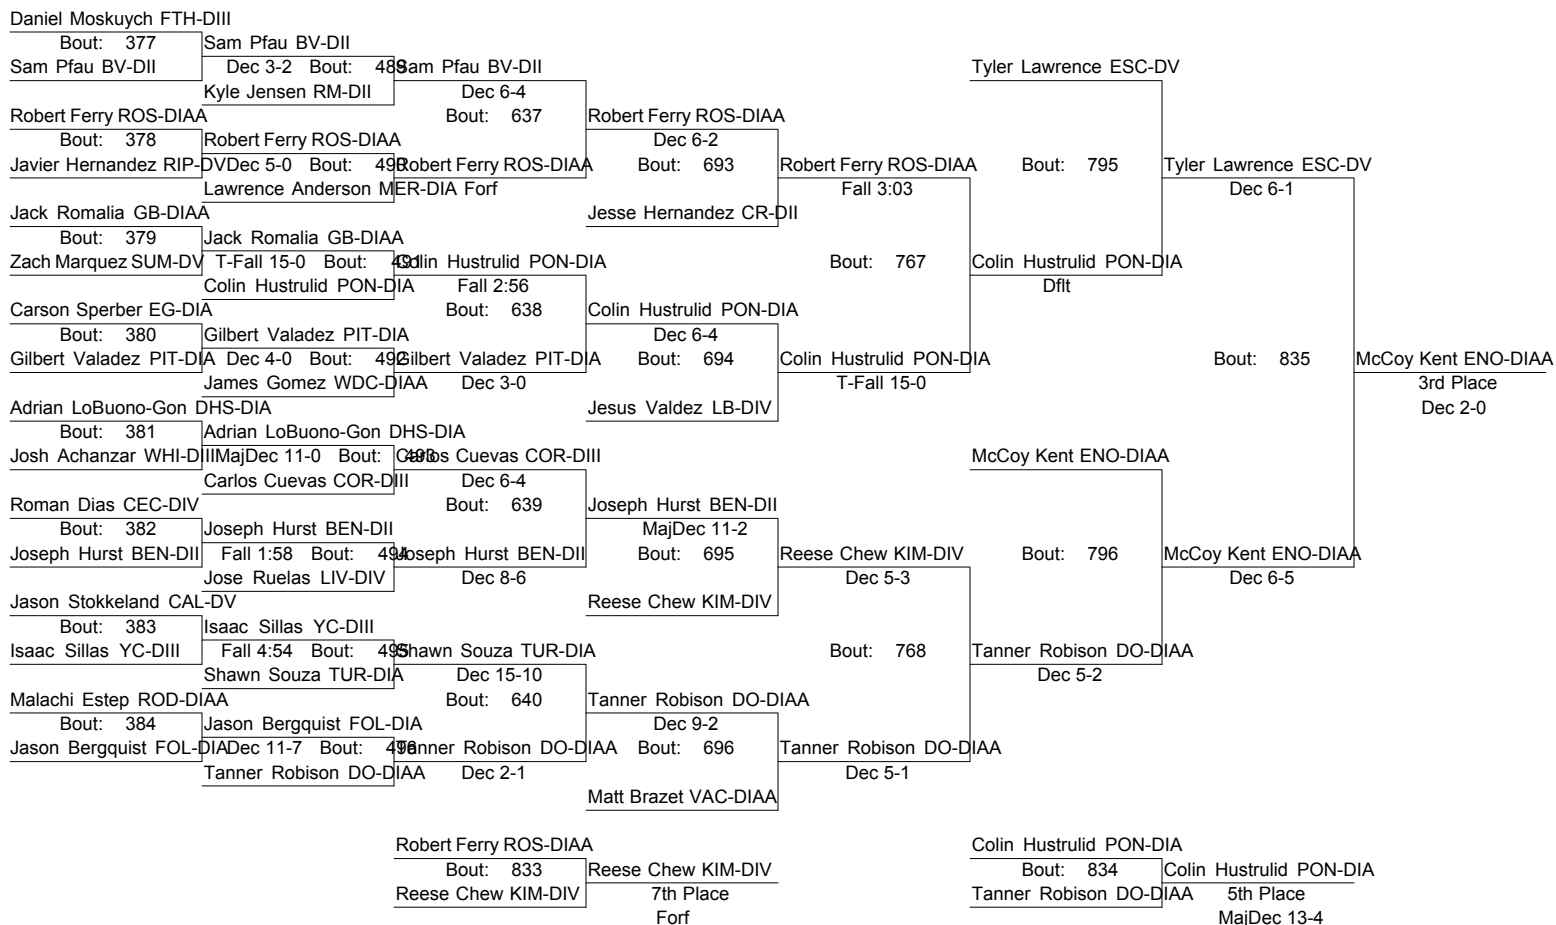 Daniel Moskuych FTH-DIII
Bout: 377 Sam Pfau BV-DII
Sam Pfau BV-DII Dec 3-2 Bout: 489 Sam Pfau BV-DII Tyler Lawrence ESC-DV
Kyle Jensen RM-DII Dec 6-4
Robert Ferry ROS-DIAA Bout: 637 Robert Ferry ROS-DIAA
Bout: 378 Robert Ferry ROS-DIAA Dec 6-2
Javier Hernandez RIP-DV Dec 5-0 Bout: 490 Robert Ferry ROS-DIAA Bout: 693 Robert Ferry ROS-DIAA Bout: 795 Tyler Lawrence ESC-DV
Lawrence Anderson MER-DIA Forf Fall 3:03 Dec 6-1
Jack Romalia GB-DIAA Jesse Hernandez CR-DII
Bout: 379 Jack Romalia GB-DIAA
Zach Marquez SUM-DV T-Fall 15-0 Bout: 491 Colin Hustrulid PON-DIA Bout: 767 Colin Hustrulid PON-DIA
Colin Hustrulid PON-DIA Fall 2:56 Dflt
Carson Sperber EG-DIA Bout: 638 Colin Hustrulid PON-DIA
Bout: 380 Gilbert Valadez PIT-DIA Dec 6-4
Gilbert Valadez PIT-DIA Dec 4-0 Bout: 492 Gilbert Valadez PIT-DIA Bout: 694 Colin Hustrulid PON-DIA Bout: 835 McCoy Kent ENO-DIAA
James Gomez WDC-DIAA Dec 3-0 T-Fall 15-0 3rd Place
Adrian LoBuono-Gon DHS-DIA Jesus Valdez LB-DIV Dec 2-0
Bout: 381 Adrian LoBuono-Gon DHS-DIA
Josh Achanzar WHI-DIII MajDec 11-0 Bout: 493 Carlos Cuevas COR-DIII McCoy Kent ENO-DIAA
Carlos Cuevas COR-DIII Dec 6-4
Roman Dias CEC-DIV Bout: 639 Joseph Hurst BEN-DII
Bout: 382 Joseph Hurst BEN-DII MajDec 11-2
Joseph Hurst BEN-DII Fall 1:58 Bout: 494 Joseph Hurst BEN-DII Bout: 695 Reese Chew KIM-DIV Bout: 796 McCoy Kent ENO-DIAA
Jose Ruelas LIV-DIV Dec 8-6 Dec 5-3 Dec 6-5
Jason Stokkeland CAL-DV Reese Chew KIM-DIV
Bout: 383 Isaac Sillas YC-DIII
Isaac Sillas YC-DIII Fall 4:54 Bout: 495 Shawn Souza TUR-DIA Bout: 768 Tanner Robison DO-DIAA
Shawn Souza TUR-DIA Dec 15-10 Dec 5-2
Malachi Estep ROD-DIAA Bout: 640 Tanner Robison DO-DIAA
Bout: 384 Jason Bergquist FOL-DIA Dec 9-2
Jason Bergquist FOL-DIA Dec 11-7 Bout: 496 Tanner Robison DO-DIAA Bout: 696 Tanner Robison DO-DIAA
Tanner Robison DO-DIAA Dec 2-1 Dec 5-1
Matt Brazet VAC-DIAA
Robert Ferry ROS-DIAA Colin Hustrulid PON-DIA
Bout: 833 Reese Chew KIM-DIV Bout: 834 Colin Hustrulid PON-DIA
Reese Chew KIM-DIV 7th Place Tanner Robison DO-DIAA 5th Place
Forf MajDec 13-4